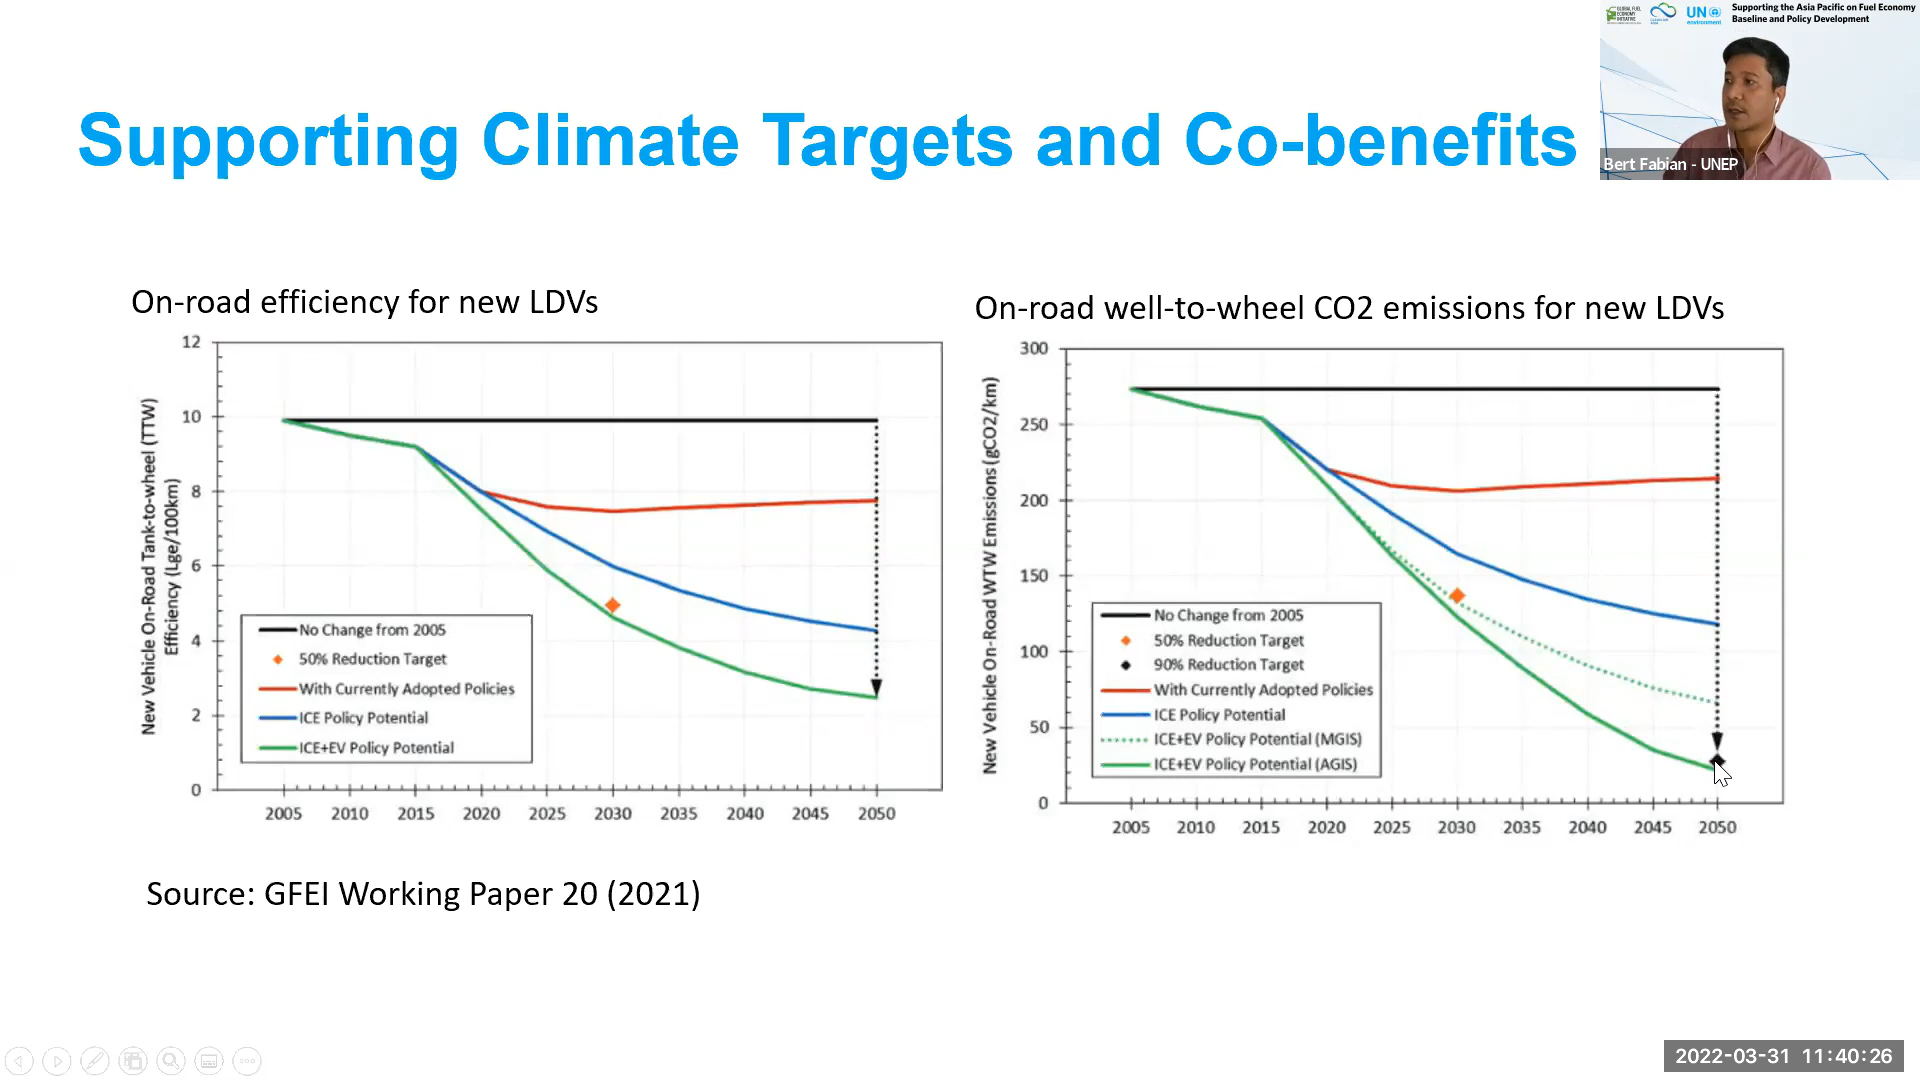 GLOBAL FUEL
ECONOMY
INITIATIVE
UN
environment
Supporting the Asia Pacific on Fuel Economy
Baseline and Policy Development
Bert Fabian - UNEP
Supporting Climate Targets and Co-benefits
On-road efficiency for new LDVs
New Vehicle On-Road Tank-to-wheel (TTW)
Efficiency (Lge/100km)
12
10
8
6
4
2
0
No Change from 2005
50% Reduction Target
With Currently Adopted Policies
ICE Policy Potential
ICE+EV Policy Potential
2005 2010 2015 2020 2025 2030 2035 2040 2045 2050
On-road well-to-wheel CO2 emissions for new LDVs
New Vehicle On-Road WTW Emissions (gCO2/km)
300
250
200
150
100
50
0
No Change from 2005
50% Reduction Target
90% Reduction Target
With Currently Adopted Policies
ICE Policy Potential
ICE+EV Policy Potential (MGIS)
ICE+EV Policy Potential (AGIS)
2005 2010 2015 2020 2025 2030 2035 2040 2045 2050
Source: GFEI Working Paper 20 (2021)
2022-03-31 11:40:26